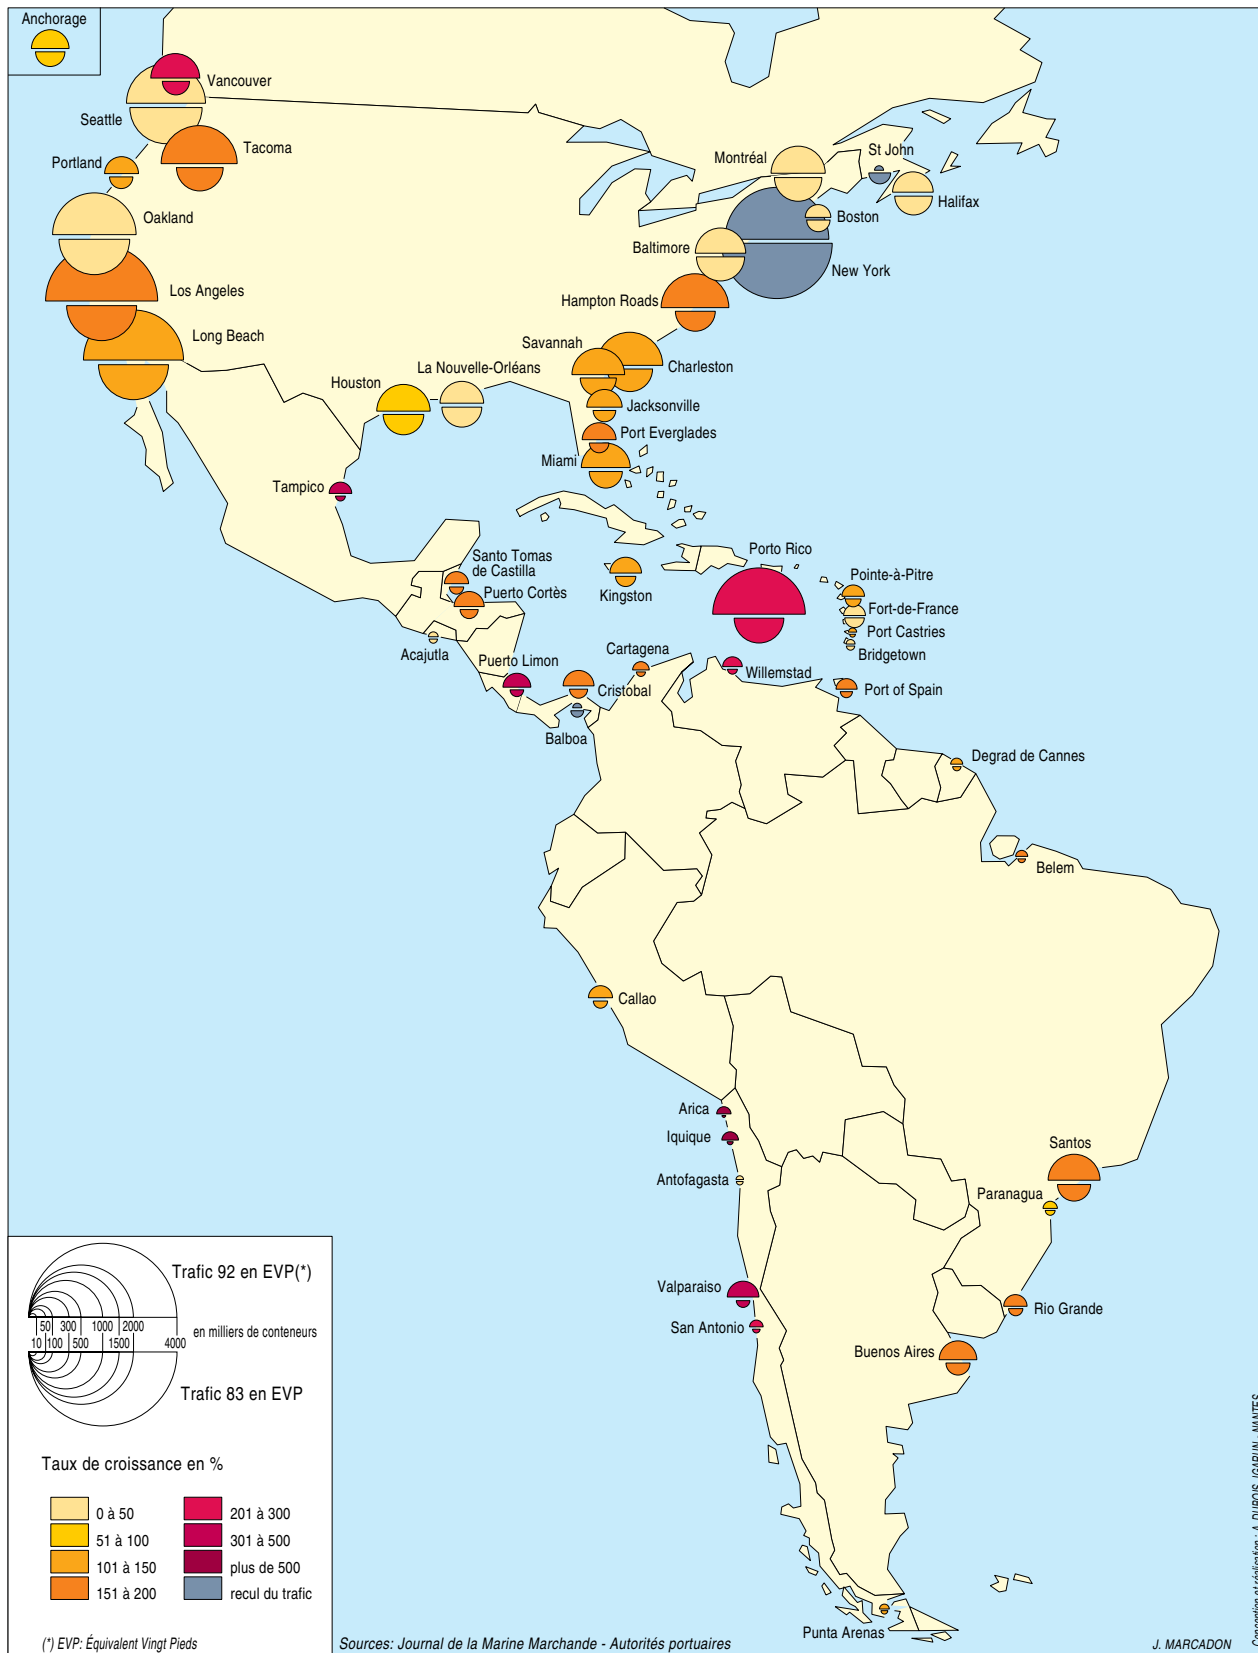 Anchorage
Vancouver
Seattle
Tacoma
Portland
Oakland
Los Angeles
Long Beach
Montréal
St John
Halifax
Boston
Baltimore
New York
Hampton Roads
Savannah
Charleston
La Nouvelle-Orléans
Houston
Jacksonville
Port Everglades
Miami
Tampico
Santo Tomas
de Castilla
Puerto Cortès
Kingston
Porto Rico
Pointe-à-Pitre
Fort-de-France
Port Castries
Bridgetown
Acajutla
Puerto Limon
Cartagena
Willemstad
Cristobal
Port of Spain
Balboa
Degrad de Cannes
Belem
Callao
Arica
Iquique
Antofagasta
Santos
Paranagua
Valparaiso
San Antonio
Rio Grande
Buenos Aires
Punta Arenas
Trafic 92 en EVP(*)
50 300 1000 2000
10 100 500 1500 4000
en milliers de conteneurs
Trafic 83 en EVP
Taux de croissance en %
0 à 50
201 à 300
51 à 100
301 à 500
101 à 150
plus de 500
151 à 200
recul du trafic
(*) EVP: Équivalent Vingt Pieds
Sources: Journal de la Marine Marchande - Autorités portuaires
J. MARCADON
Conception et réalisation : A. DUBOIS, IGARUN - NANTES